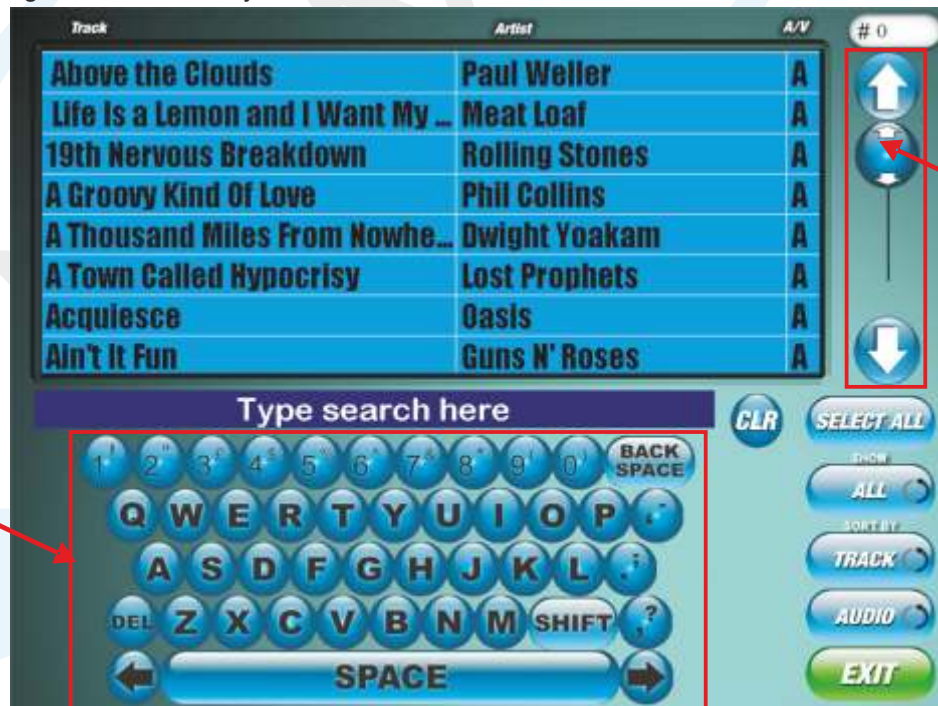 Track Artist A/V # 0
Above the Clouds Paul Weller A
Life Is a Lemon and I Want My ... Meat Loaf A
19th Nervous Breakdown Rolling Stones A
A Groovy Kind Of Love Phil Collins A
A Thousand Miles From Nowhe... Dwight Yoakam A
A Town Called Hypocrisy Lost Prophets A
Acquiesce Oasis A
Ain't It Fun Guns N' Roses A
Type search here CLR SELECT ALL
1 ! 2 " 3 £ 4 $ 5 6 ^ 7 & 8 * 9 ( 0 ) BACK SPACE
SHOW
ALL
Q W E R T Y U I O P
SORT BY
TRACK
A S D F G H J K L
DEL Z X C V B N M SHIFT , ?
AUDIO
SPACE
EXIT